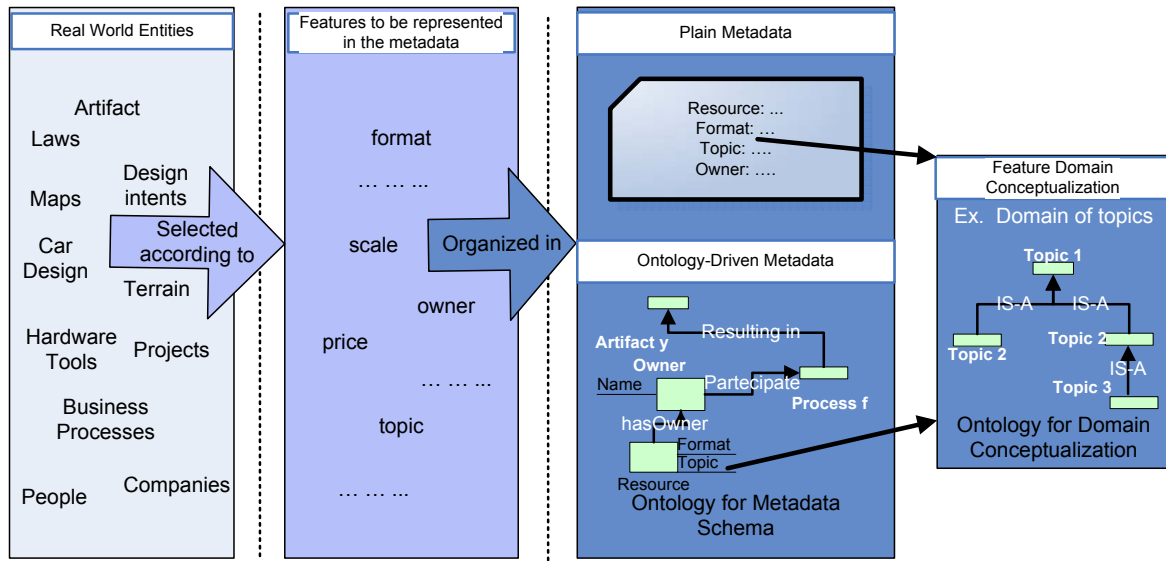 Real World Entities
Artifact
Laws
Design
intents
Maps
Selected
according to
Car
Design
Terrain
Hardware
Tools
Projects
Business
Processes
People
Companies
Features to be represented
in the metadata
format
… … ...
scale
owner
price
… … ...
topic
… … ...
Organized in
Plain Metadata
Resource: ...
Format: …
Topic: ….
Owner: ….
Ontology-Driven Metadata
Resulting in
Artifact y
Owner
Name
Partecipate
Process f
hasOwner
Format
Topic
Resource
Ontology for Metadata
Schema
Feature Domain
Conceptualization
Ex. Domain of topics
Topic 1
IS-A
IS-A
Topic 2
Topic 2
IS-A
Topic 3
Ontology for Domain
Conceptualization